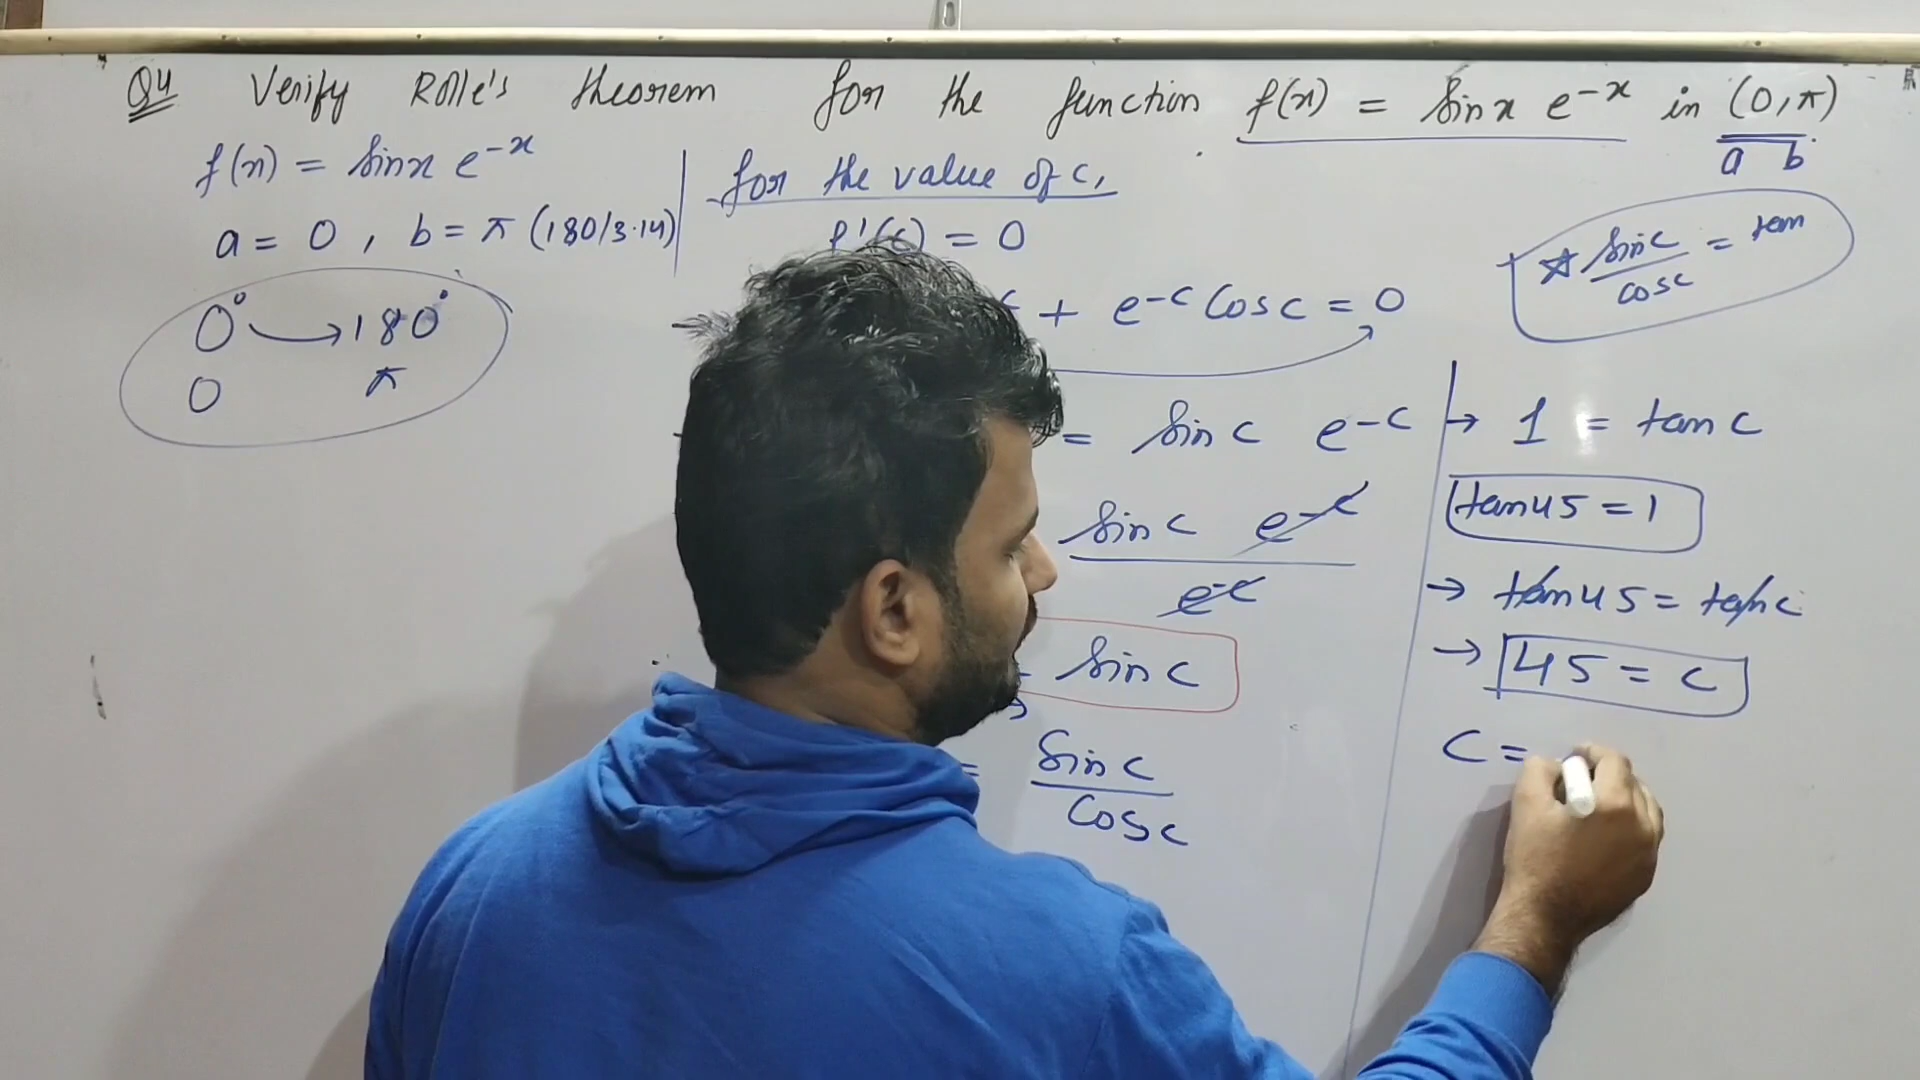 Q4 Verify Rolle's theorem for the function f(x) = sinx e^-x in (0,π)
a b
f(x) = sinx e^-x
a = 0 , b = π (180/3.14)
0° → 180°
0 π
for the value of c,
f'(c) = 0
+ e^-c cosc = 0
= sinc e^-c
sinc e^-c
e^-c
sinc
= sinc
cosc
☆ sinc = tan
cosc
→ 1 = tanc
tan45 = 1
→ tan45 = tanc
→ 45 = c
c =